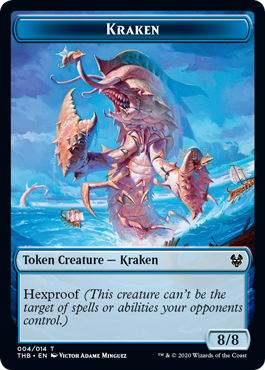 KRAKEN
Token Creature — Kraken
Hexproof (This creature can't be the
target of spells or abilities your opponents
control.)
8/8
004/014 T
THB • EN VICTOR ADAME MINGUEZ
™ & © 2020 Wizards of the Coast